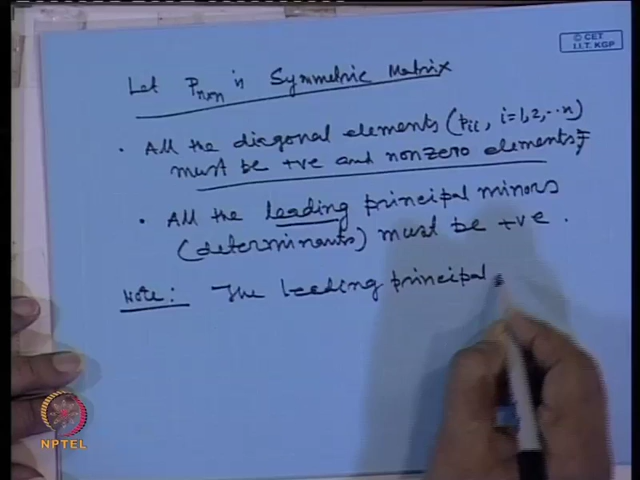 © CET
I.I.T. KGP
Let Pnxn is Symmetric Matrix
· All the diagonal elements (Pii, i=1,2,··n)
must be +ve and nonzero elements,
· All the leading principal minors
(determinants) must be +ve.
Note: The leading principal
NPTEL